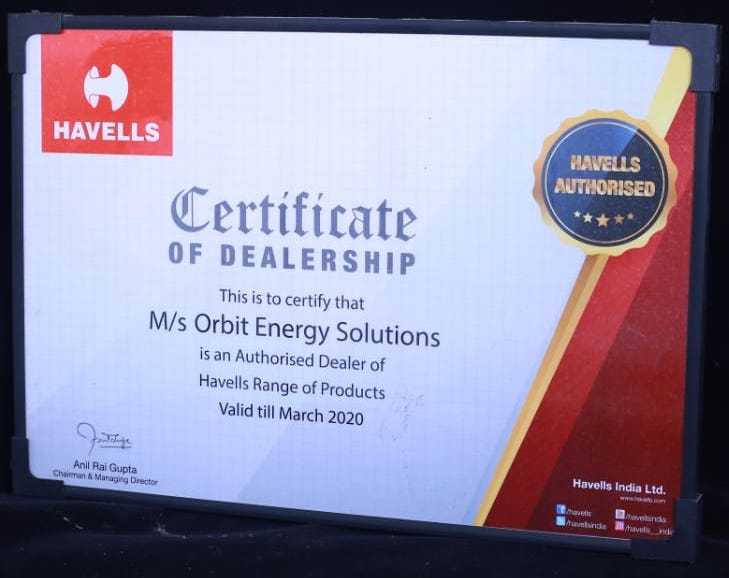 HAVELLS
HAVELLS
AUTHORISED
Certificate
OF DEALERSHIP
This is to certify that
M/s Orbit Energy Solutions
is an Authorised Dealer of
Havells Range of Products
Valid till March 2020
Anil Rai Gupta
Chairman & Managing Director
Havells India Ltd.
www.havells.com
/havells
/havellsindia
/havellsindia
/havells__indi